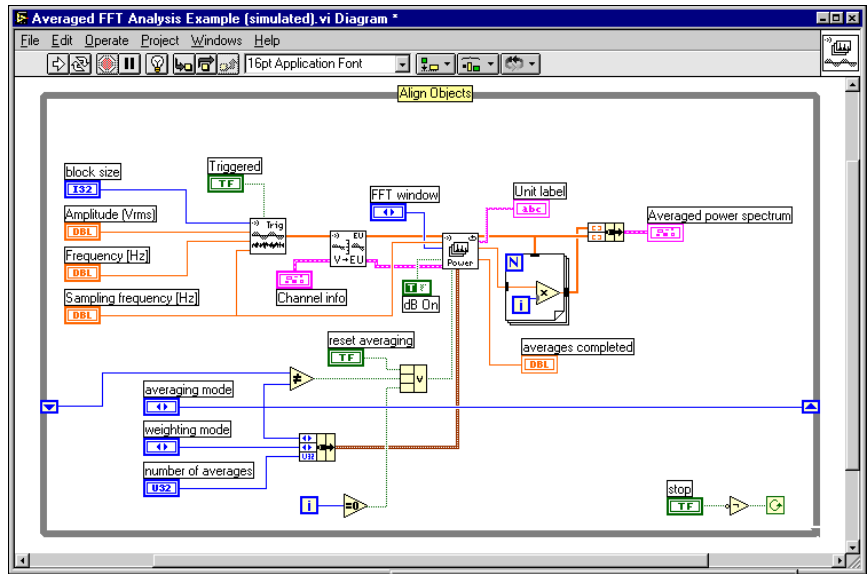 Averaged FFT Analysis Example (simulated).vi Diagram *
File Edit Operate Project Windows Help
16pt Application Font
Align Objects
block size
I32
Triggered
TF
Trig
FFT window
Unit label
abc
Amplitude [Vrms]
DBL
EU
V→EU
Power
Averaged power spectrum
Frequency [Hz]
DBL
N
i
x
Sampling frequency [Hz]
DBL
Channel info
T F
dB On
reset averaging
TF
averages completed
DBL
≠
V
averaging mode
weighting mode
U32
number of averages
U32
i
=0
stop
TF